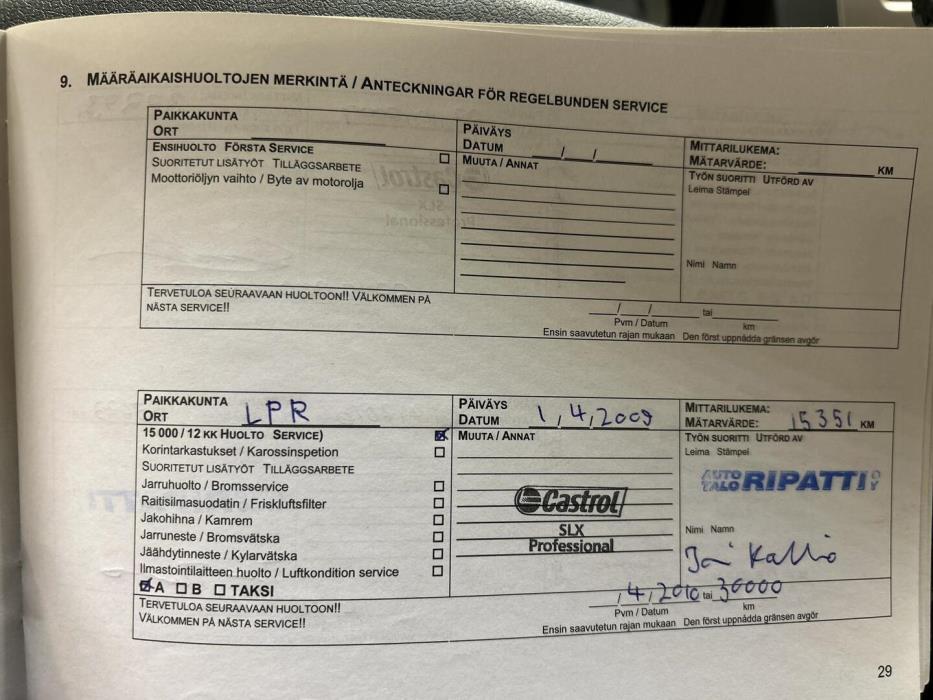 9. MÄÄRÄAIKAISHUOLTOJEN MERKINTÄ / ANTECKNINGAR FÖR REGELBUNDEN SERVICE
PAIKKAKUNTA
ORT
PÄIVÄYS
DATUM / /
MITTARILUKEMA:
MÄTARVÄRDE: KM
ENSIHUOLTO FÖRSTA SERVICE
SUORITETUT LISÄTYÖT TILLÄGGSARBETE
Moottoriöljyn vaihto / Byte av motorolja
MUUTA / ANNAT
TYÖN SUORITTI UTFÖRD AV
Leima Stämpel
Nimi Namn
TERVETULOA SEURAAVAAN HUOLTOON!! VÄLKOMMEN PÅ
NÄSTA SERVICE!!
/ / tai
Pvm / Datum km
Ensin saavutetun rajan mukaan Den först uppnådda gränsen avgör
PAIKKAKUNTA
ORT LPR
PÄIVÄYS
DATUM 1,4,2009
MITTARILUKEMA:
MÄTARVÄRDE: 15351 KM
15 000 / 12 KK HUOLTO SERVICE)
Korintarkastukset / Karossinspetion
SUORITETUT LISÄTYÖT TILLÄGGSARBETE
Jarruhuolto / Bromsservice
Raitisilmasuodatin / Friskluftsfilter
Jakohihna / Kamrem
Jarruneste / Bromsvätska
Jäähdytinneste / Kylarvätska
Ilmastointilaitteen huolto / Luftkondition service
A B TAKSI
MUUTA / ANNAT
Castrol
SLX
Professional
TYÖN SUORITTI UTFÖRD AV
Leima Stämpel
AUTO TALO RIPATTI OY
Nimi Namn
TERVETULOA SEURAAVAAN HUOLTOON!!
VÄLKOMMEN PÅ NÄSTA SERVICE!!
,4,2010 tai 30000
Pvm / Datum km
Ensin saavutetun rajan mukaan Den först uppnådda gränsen avgör
29